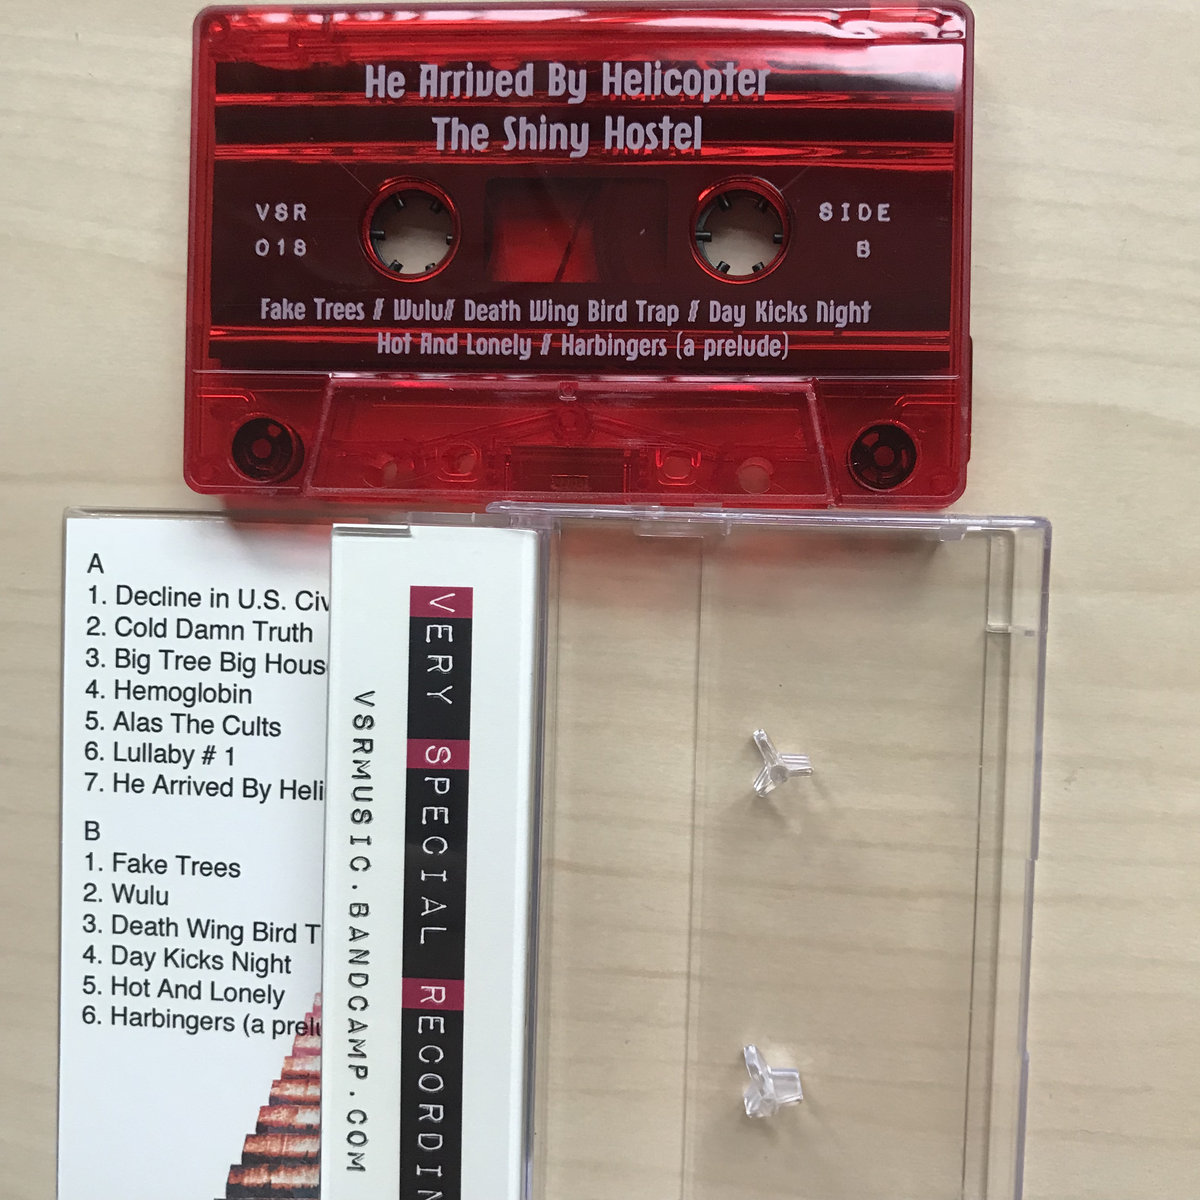 He Arrived By Helicopter
The Shiny Hostel
VSR
018
SIDE
B
Fake Trees // Wulu// Death Wing Bird Trap // Day Kicks Night
Hot And Lonely // Harbingers (a prelude)
A
1. Decline in U.S. Civ
2. Cold Damn Truth
3. Big Tree Big Hous
4. Hemoglobin
5. Alas The Cults
6. Lullaby # 1
7. He Arrived By Heli
B
1. Fake Trees
2. Wulu
3. Death Wing Bird T
4. Day Kicks Night
5. Hot And Lonely
6. Harbingers (a prelu
VERY SPECIAL RECORDIN
VSRMUSIC.BANDCAMP.COM